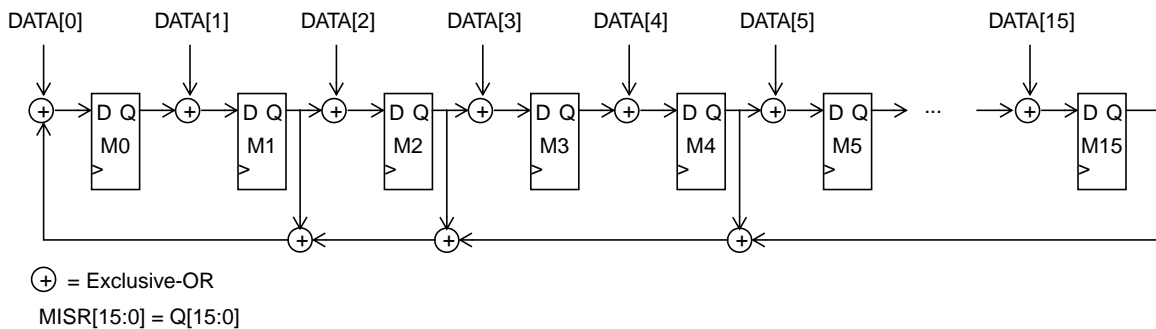 DATA[0] DATA[1] DATA[2] DATA[3] DATA[4] DATA[5] DATA[15]
+ D Q + D Q + D Q + D Q + D Q + D Q ... + D Q
M0 M1 M2 M3 M4 M5 M15
> > > > > > >
+ + +
+ = Exclusive-OR
MISR[15:0] = Q[15:0]